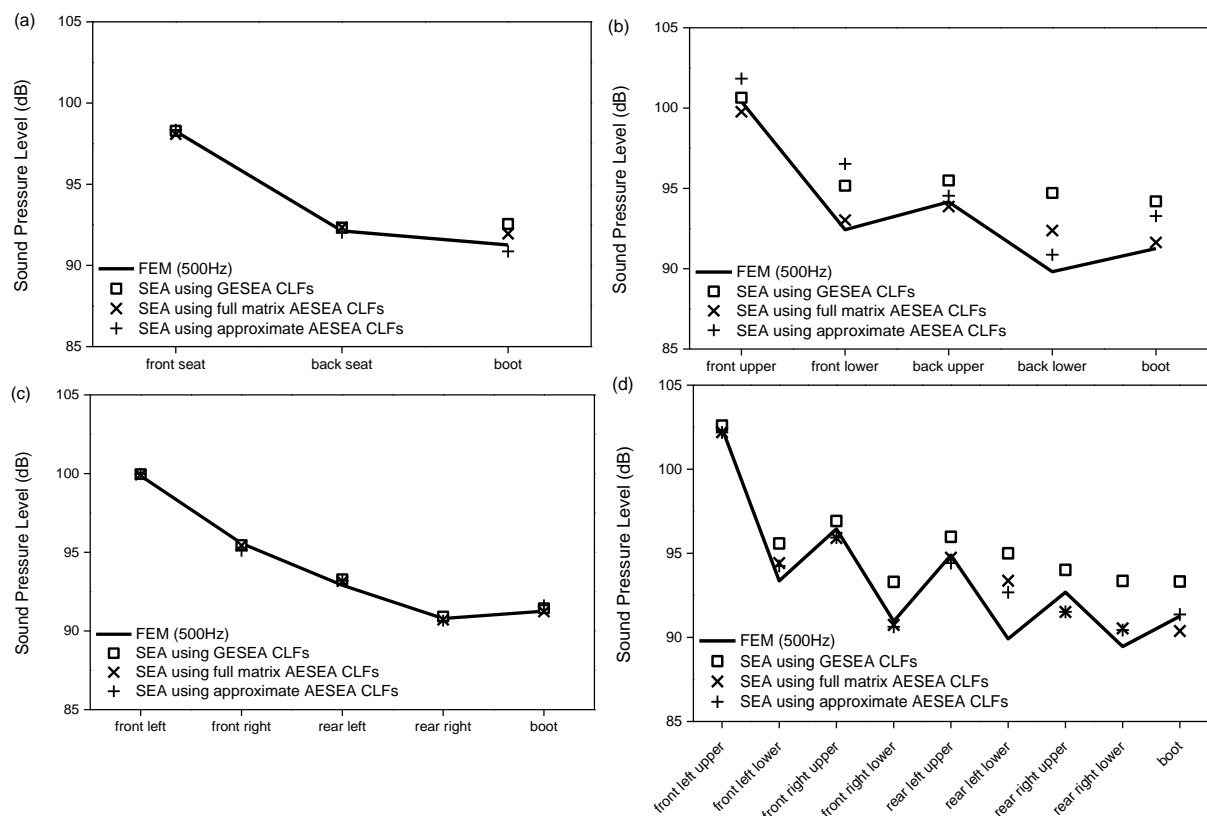 (a)
105
100
95
90
85
Sound Pressure Level (dB)
FEM (500Hz)
SEA using GESEA CLFs
SEA using full matrix AESEA CLFs
SEA using approximate AESEA CLFs
front seat
back seat
boot
(b)
105
100
95
90
85
Sound Pressure Level (dB)
FEM (500Hz)
SEA using GESEA CLFs
SEA using full matrix AESEA CLFs
SEA using approximate AESEA CLFs
front upper
front lower
back upper
back lower
boot
(c)
105
100
95
90
85
Sound Pressure Level (dB)
FEM (500Hz)
SEA using GESEA CLFs
SEA using full matrix AESEA CLFs
SEA using approximate AESEA CLFs
front left
front right
rear left
rear right
boot
(d)
105
100
95
90
85
Sound Pressure Level (dB)
FEM (500Hz)
SEA using GESEA CLFs
SEA using full matrix AESEA CLFs
SEA using approximate AESEA CLFs
front left upper
front left lower
front right upper
front right lower
rear left upper
rear left lower
rear right upper
rear right lower
boot